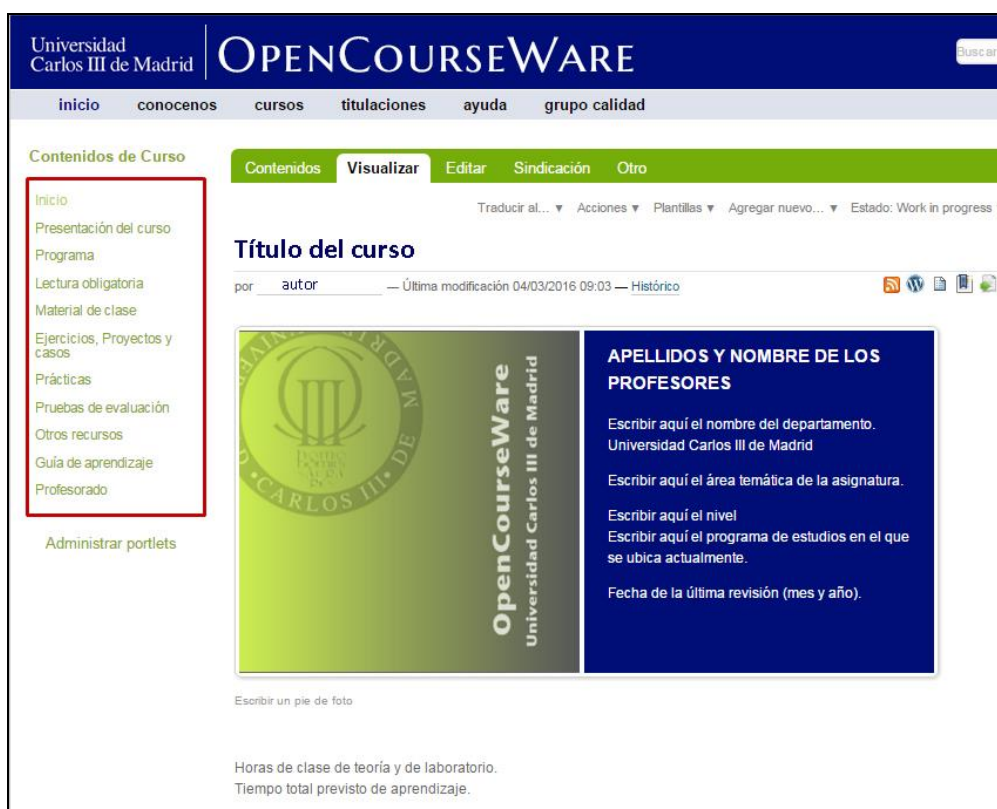 Universidad
Carlos III de Madrid
OPENCOURSEWARE
Buscar
inicio conocenos cursos titulaciones ayuda grupo calidad
Contenidos de Curso
Inicio
Presentación del curso
Programa
Lectura obligatoria
Material de clase
Ejercicios, Proyectos y
casos
Prácticas
Pruebas de evaluación
Otros recursos
Guía de aprendizaje
Profesorado
Administrar portlets
Contenidos Visualizar Editar Sindicación Otro
Traducir al... ▼ Acciones ▼ Plantillas ▼ Agregar nuevo... ▼ Estado: Work in progress
Título del curso
por autor — Última modificación 04/03/2016 09:03 — Histórico
CARLOS III • DE MADRID
OpenCourseWare
Universidad Carlos III de Madrid
APELLIDOS Y NOMBRE DE LOS
PROFESORES
Escribir aquí el nombre del departamento.
Universidad Carlos III de Madrid
Escribir aquí el área temática de la asignatura.
Escribir aquí el nivel
Escribir aquí el programa de estudios en el que
se ubica actualmente.
Fecha de la última revisión (mes y año).
Escribir un pie de foto
Horas de clase de teoría y de laboratorio.
Tiempo total previsto de aprendizaje.